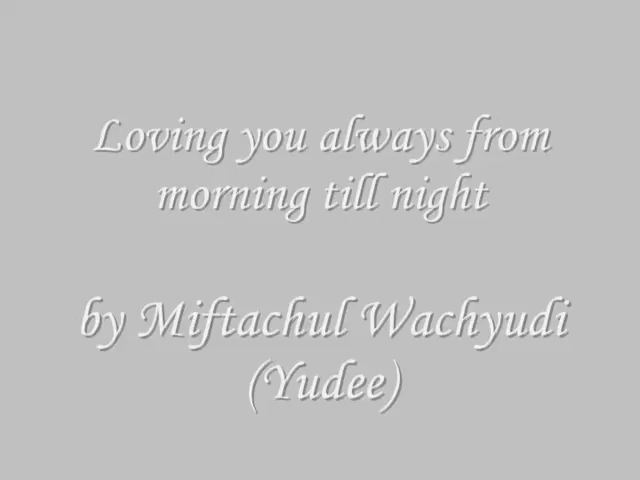 Loving you always from
morning till night
by Miftachul Wachyudi
(Yudee)